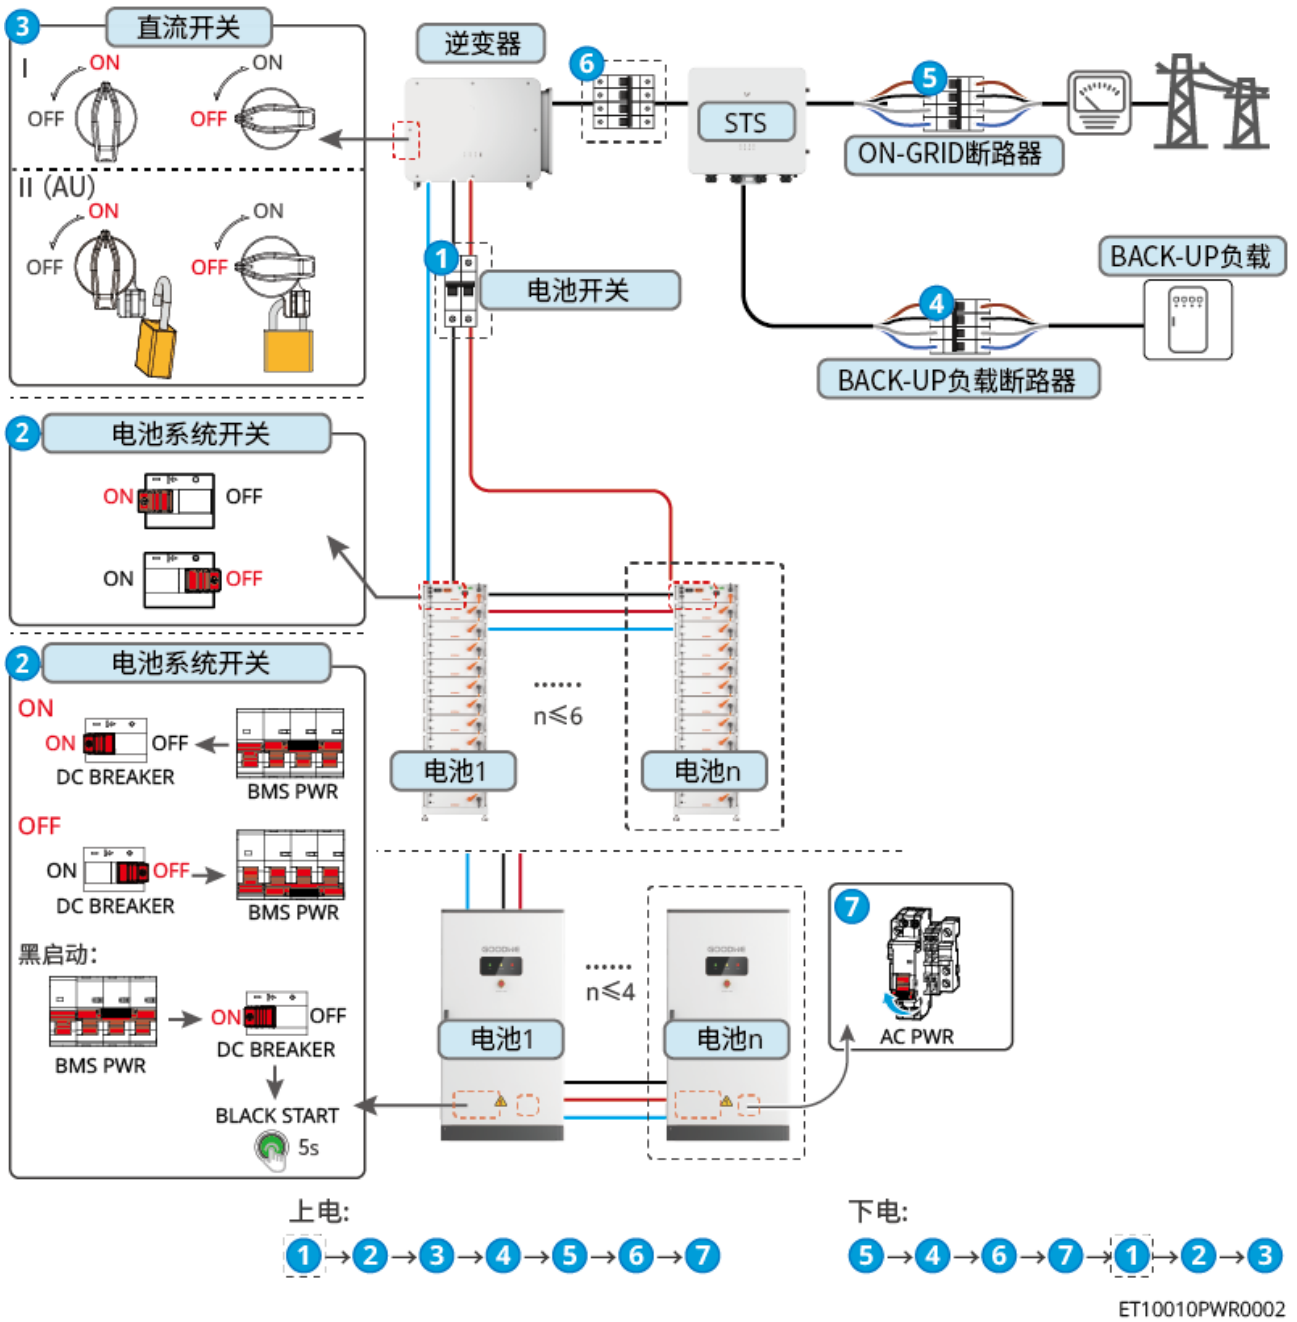 3 直流开关
I
ON
OFF
ON
OFF
II (AU)
ON
OFF
ON
OFF
逆变器
6
STS
5
ON-GRID断路器
1
电池开关
BACK-UP负载
4
BACK-UP负载断路器
2 电池系统开关
ON OFF
ON OFF
2 电池系统开关
ON
ON OFF
DC BREAKER
BMS PWR
OFF
ON OFF
DC BREAKER
BMS PWR
黑启动:
BMS PWR
ON OFF
DC BREAKER
BLACK START
5s
······
n≤6
电池1
电池n
GOODWE
GOODWE
······
n≤4
电池1
电池n
7
AC PWR
上电:
1→2→3→4→5→6→7
下电:
5→4→6→7→1→2→3
ET10010PWR0002